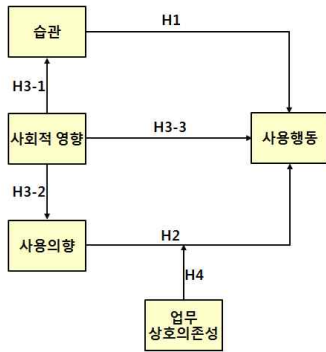 습관
H1
H3-1
사회적 영향
H3-3
사용행동
H3-2
사용의향
H2
H4
업무
상호의존성